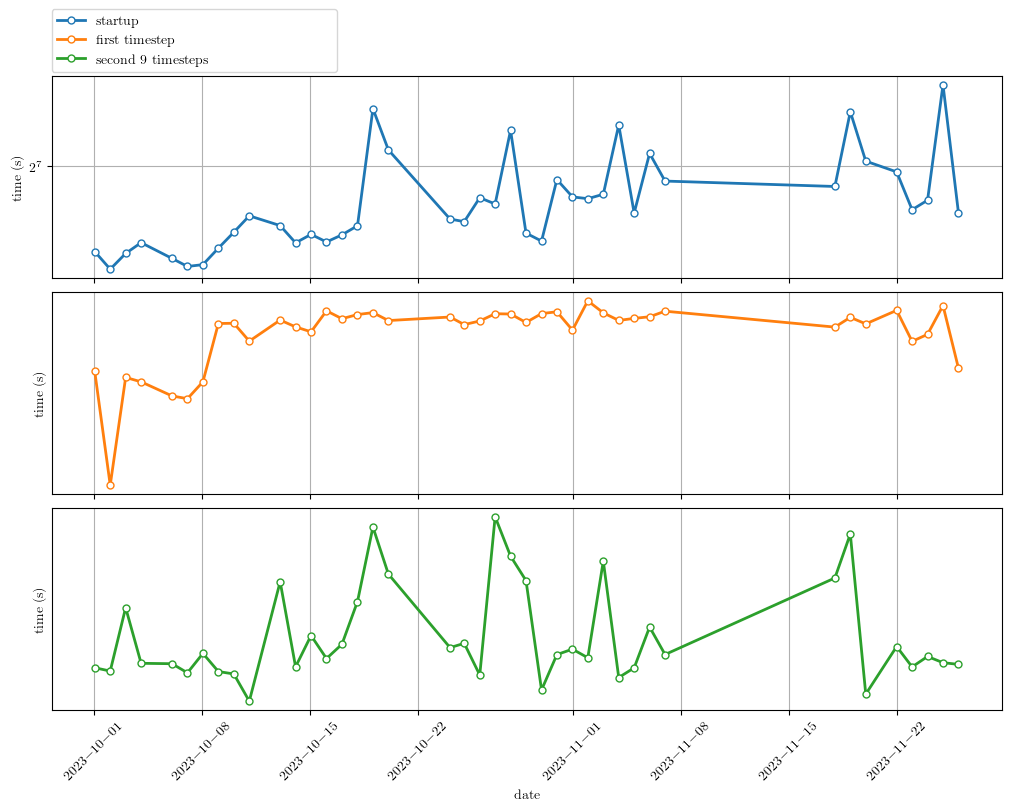 startup
first timestep
second 9 timesteps
time (s)
2^7
time (s)
time (s)
2023−10−01
2023−10−08
2023−10−15
2023−10−22
2023−11−01
2023−11−08
2023−11−15
2023−11−22
date